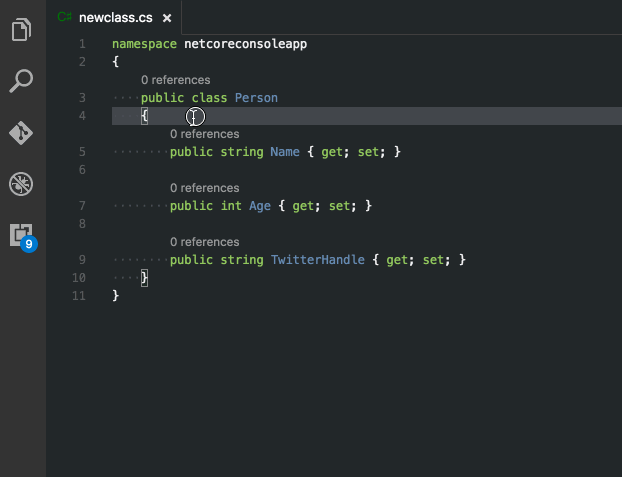 C# newclass.cs ×
1 namespace netcoreconsoleapp
2 {
0 references
3 public class Person
4 {
0 references
5 public string Name { get; set; }
6
0 references
7 public int Age { get; set; }
8
0 references
9 public string TwitterHandle { get; set; }
10 }
11 }
9